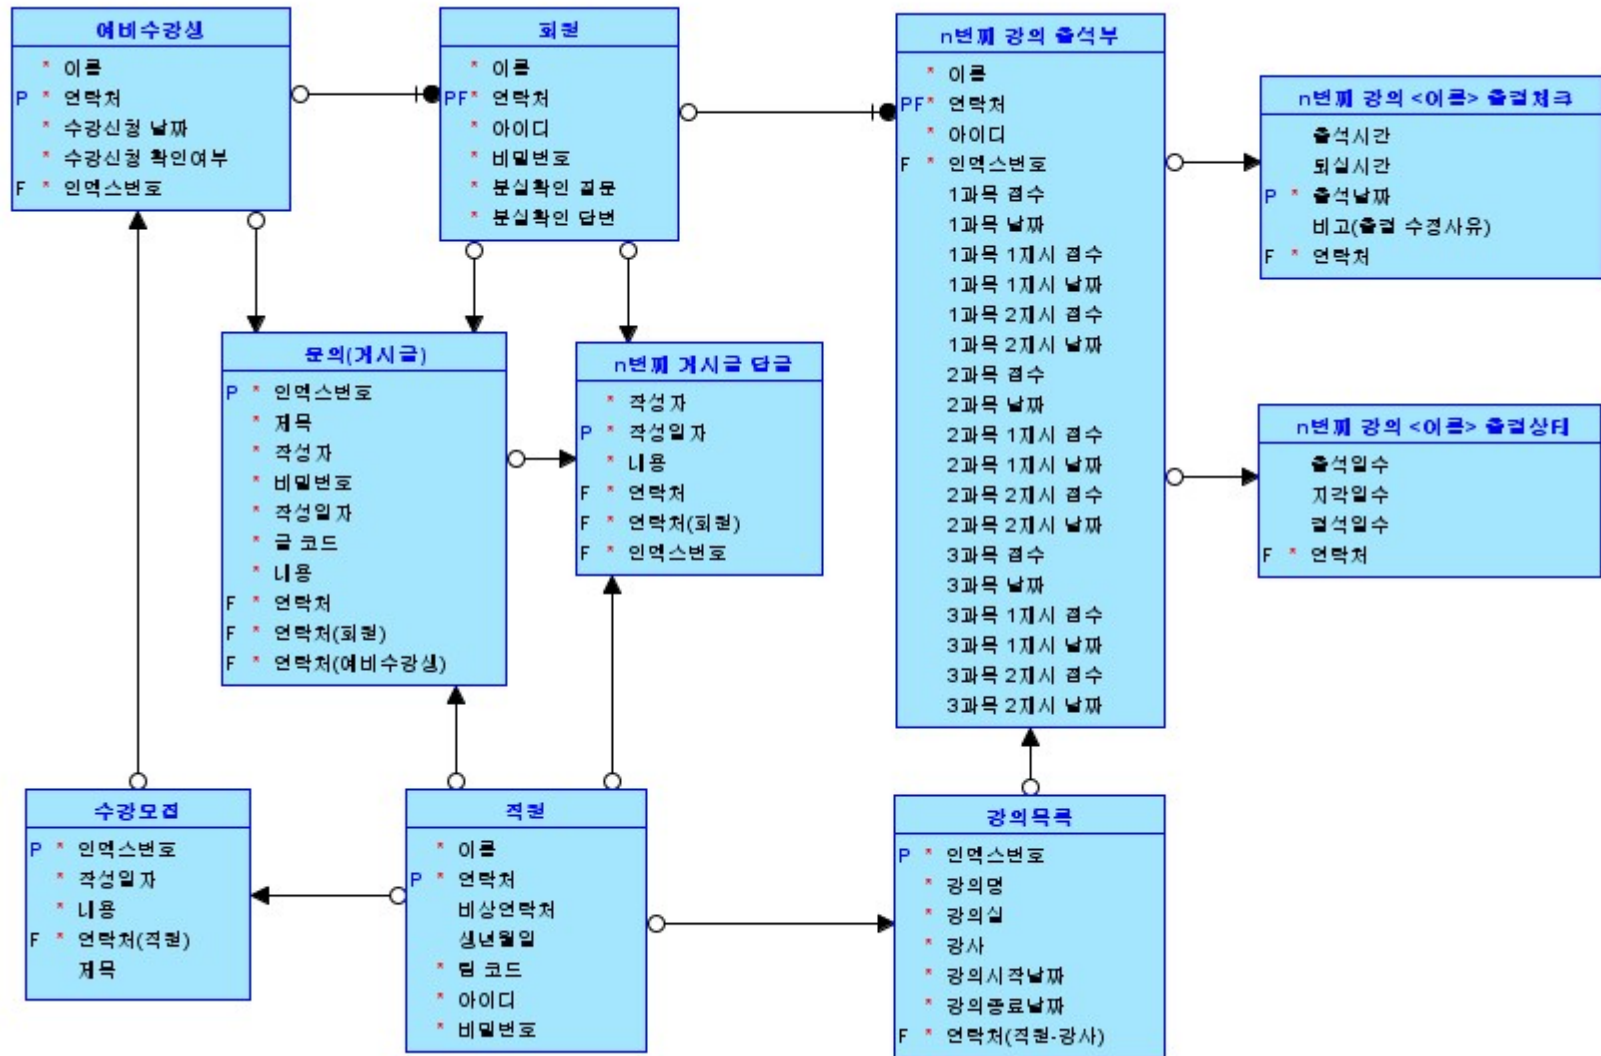 예비수강생
* 이름
P * 연락처
* 수강신청 날짜
* 수강신청 확인여부
F * 인덱스번호
회원
* 이름
PF* 연락처
* 아이디
* 비밀번호
* 분실확인 질문
* 분실확인 답변
n번째 강의 출석부
* 이름
PF* 연락처
* 아이디
F * 인덱스번호
1과목 점수
1과목 날짜
1과목 1재시 점수
1과목 1재시 날짜
1과목 2재시 점수
1과목 2재시 날짜
2과목 점수
2과목 날짜
2과목 1재시 점수
2과목 1재시 날짜
2과목 2재시 점수
2과목 2재시 날짜
3과목 점수
3과목 날짜
3과목 1재시 점수
3과목 1재시 날짜
3과목 2재시 점수
3과목 2재시 날짜
n번째 강의 <이름> 출결체크
출석시간
퇴실시간
P * 출석날짜
비고(출결 수정사유)
F * 연락처
문의(게시글)
P * 인덱스번호
* 제목
* 작성자
* 비밀번호
* 작성일자
* 글 코드
* 내용
F * 연락처
F * 연락처(회원)
F * 연락처(예비수강생)
n번째 게시글 답글
* 작성자
P * 작성일자
* 내용
F * 연락처
F * 연락처(회원)
F * 인덱스번호
n번째 강의 <이름> 출결상태
출석일수
지각일수
결석일수
F * 연락처
수강모집
P * 인덱스번호
* 작성일자
* 내용
F * 연락처(직원)
제목
직원
* 이름
P * 연락처
비상연락처
생년월일
* 팀 코드
* 아이디
* 비밀번호
강의목록
P * 인덱스번호
* 강의명
* 강의실
* 강사
* 강의시작날짜
* 강의종료날짜
F * 연락처(직원-강사)